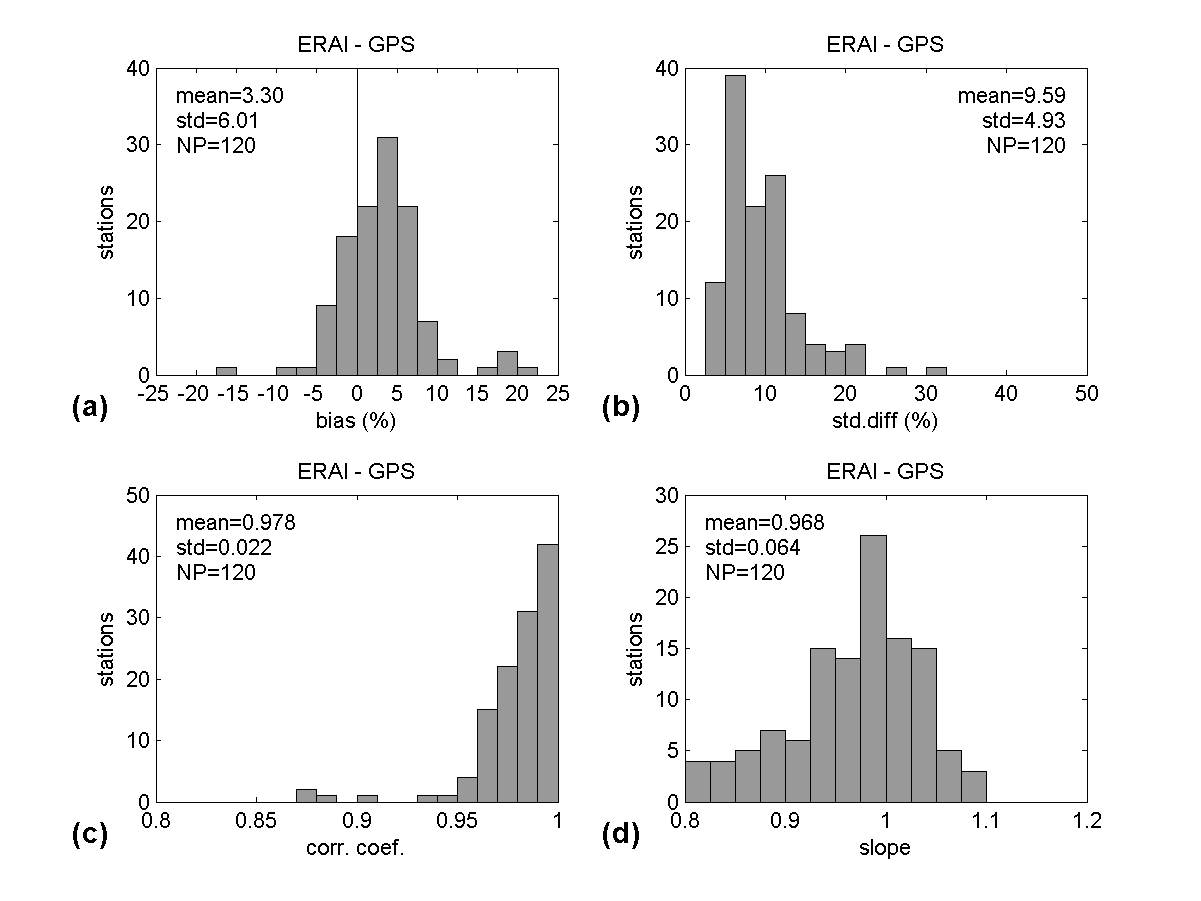 ERAI - GPS
mean=3.30
std=6.01
NP=120
40
30
20
10
0
stations
-25 -20 -15 -10 -5 0 5 10 15 20 25
bias (%)
(a)
ERAI - GPS
mean=9.59
std=4.93
NP=120
40
30
20
10
0
stations
0 10 20 30 40 50
std.diff (%)
(b)
ERAI - GPS
mean=0.978
std=0.022
NP=120
50
40
30
20
10
0
stations
0.8 0.85 0.9 0.95 1
corr. coef.
(c)
ERAI - GPS
mean=0.968
std=0.064
NP=120
30
25
20
15
10
5
0
stations
0.8 0.9 1 1.1 1.2
slope
(d)